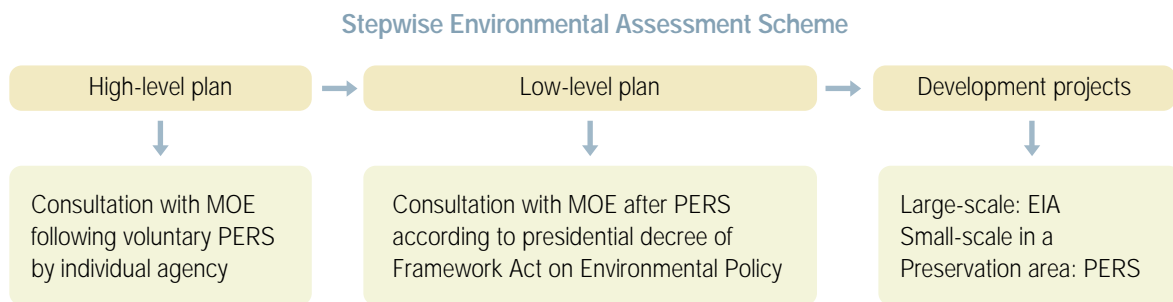 Stepwise Environmental Assessment Scheme
High-level plan
Low-level plan
Development projects
Consultation with MOE
following voluntary PERS
by individual agency
Consultation with MOE after PERS
according to presidential decree of
Framework Act on Environmental Policy
Large-scale: EIA
Small-scale in a
Preservation area: PERS